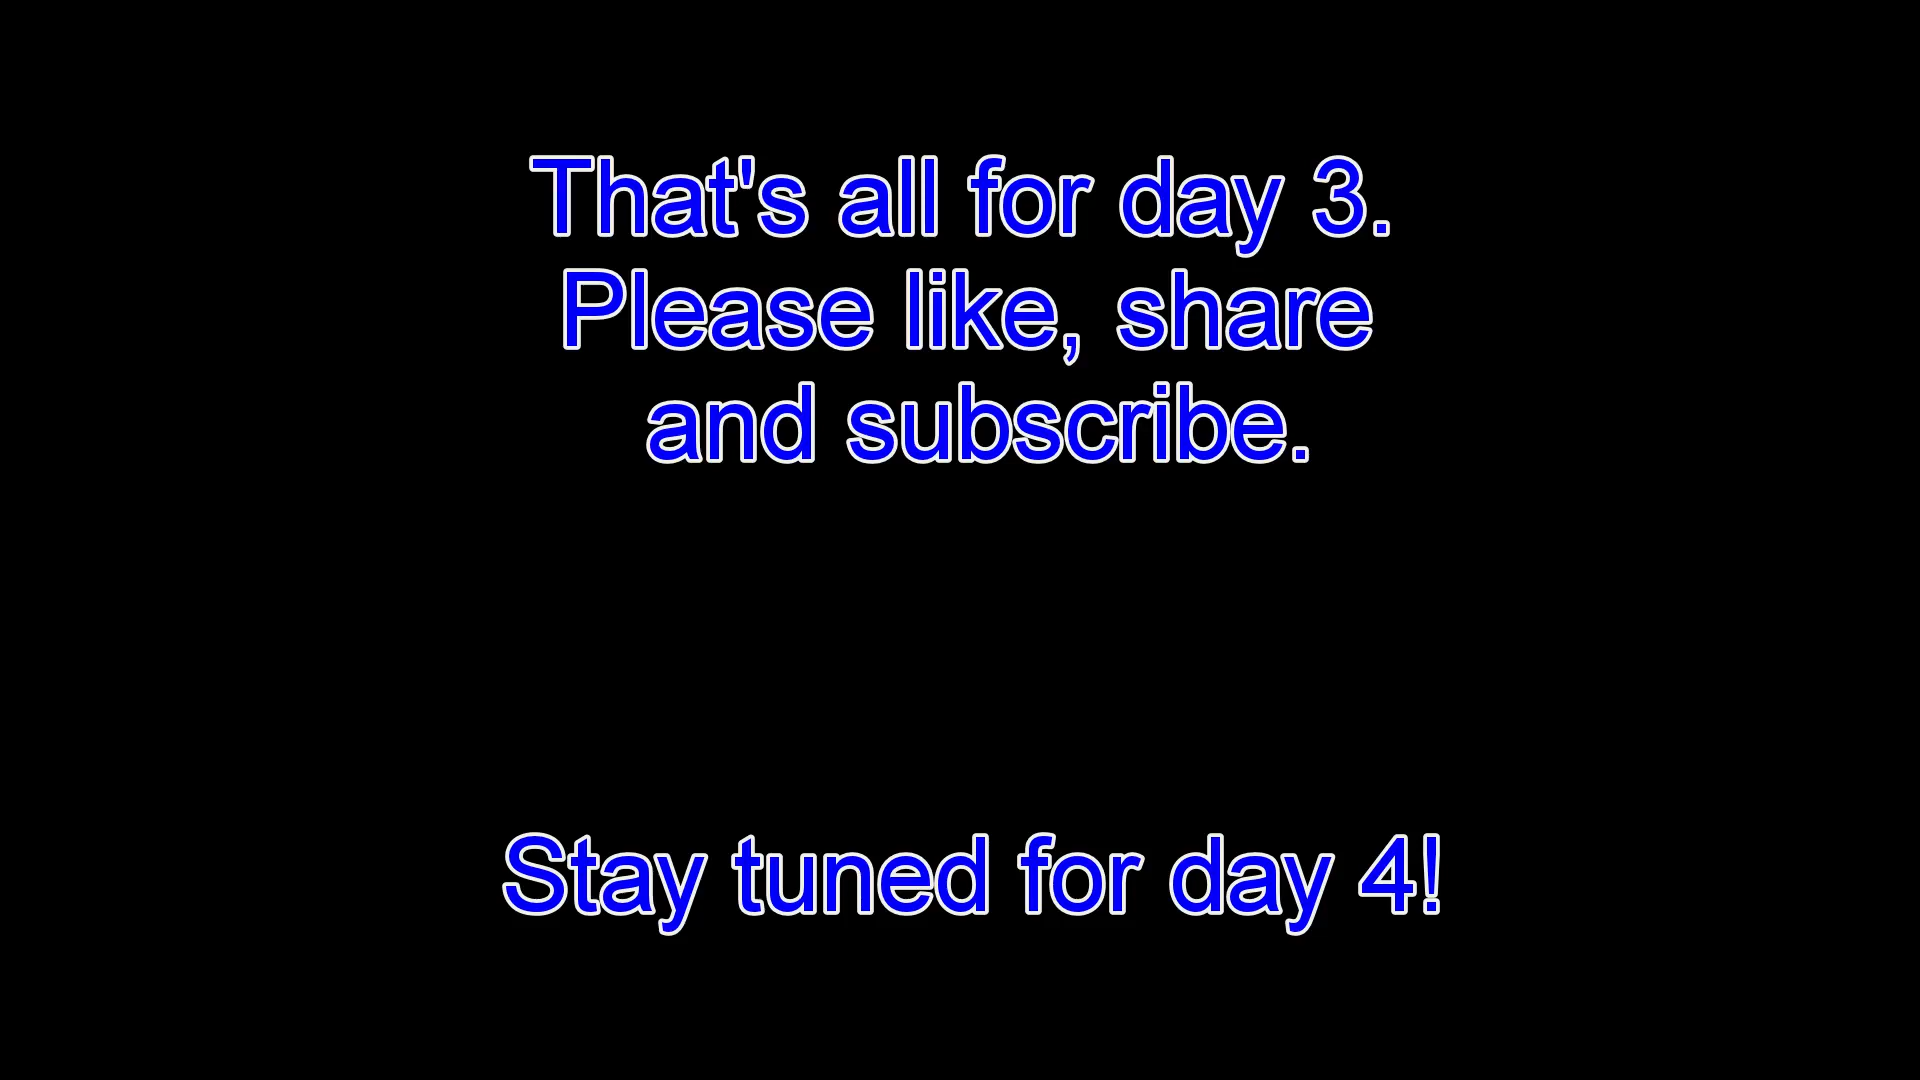 That's all for day 3.
Please like, share
and subscribe.
Stay tuned for day 4!